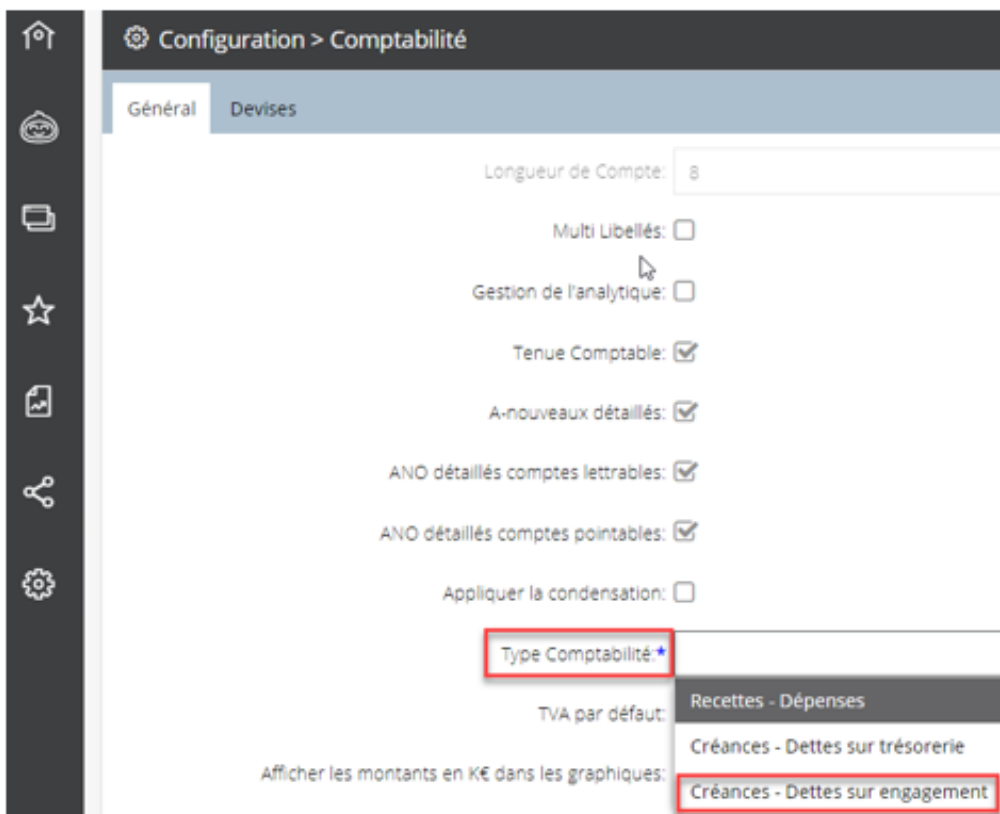 Configuration > Comptabilité
Général Devises
Longueur de Compte: 8
Multi Libellés:
Gestion de l'analytique:
Tenue Comptable:
A-nouveaux détaillés:
ANO détaillés comptes lettrables:
ANO détaillés comptes pointables:
Appliquer la condensation:
Type Comptabilité:*
Recettes - Dépenses
TVA par défaut:
Créances - Dettes sur trésorerie
Afficher les montants en K€ dans les graphiques:
Créances - Dettes sur engagement